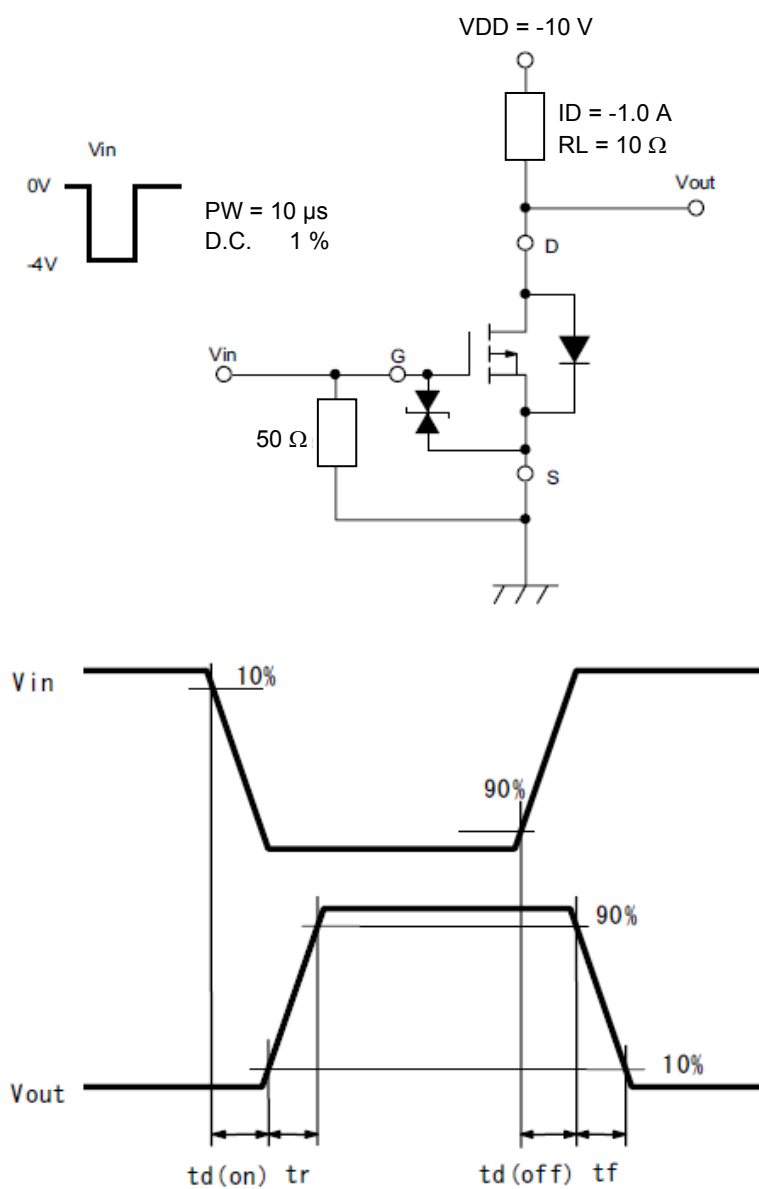 VDD = -10 V
ID = -1.0 A
RL = 10 Ω
Vin
0V
Vout
PW = 10 µs
D.C. 1 %
D
-4V
Vin
G
50 Ω
S
Vin
10%
90%
90%
10%
Vout
td(on) tr td(off) tf